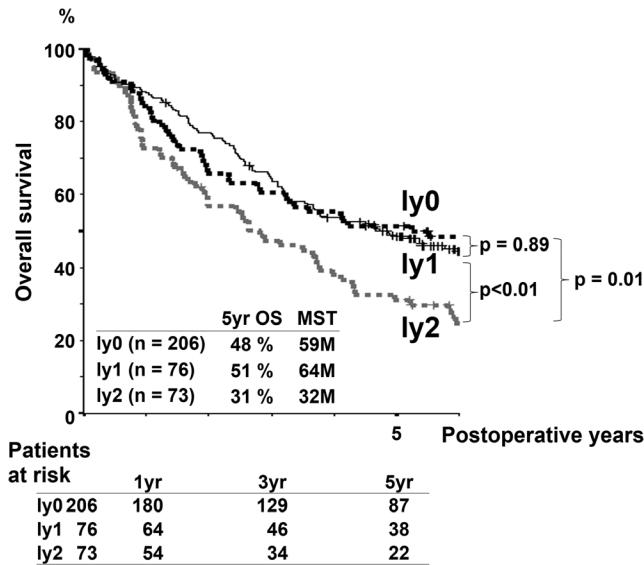 %
100
80
60
40
20
0
Overall survival
ly0
ly1
ly2
p = 0.89
p<0.01
p = 0.01
5yr OS MST
ly0 (n = 206) 48 % 59M
ly1 (n = 76) 51 % 64M
ly2 (n = 73) 31 % 32M
5 Postoperative years
Patients
at risk
1yr 3yr 5yr
ly0 206 180 129 87
ly1 76 64 46 38
ly2 73 54 34 22